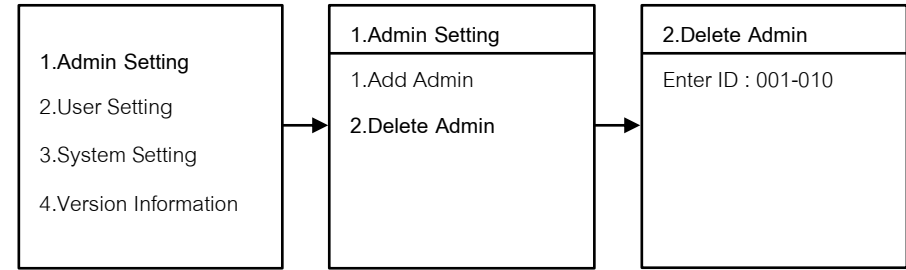 1.Admin Setting
2.User Setting
3.System Setting
4.Version Information
1.Admin Setting
1.Add Admin
2.Delete Admin
2.Delete Admin
Enter ID : 001-010